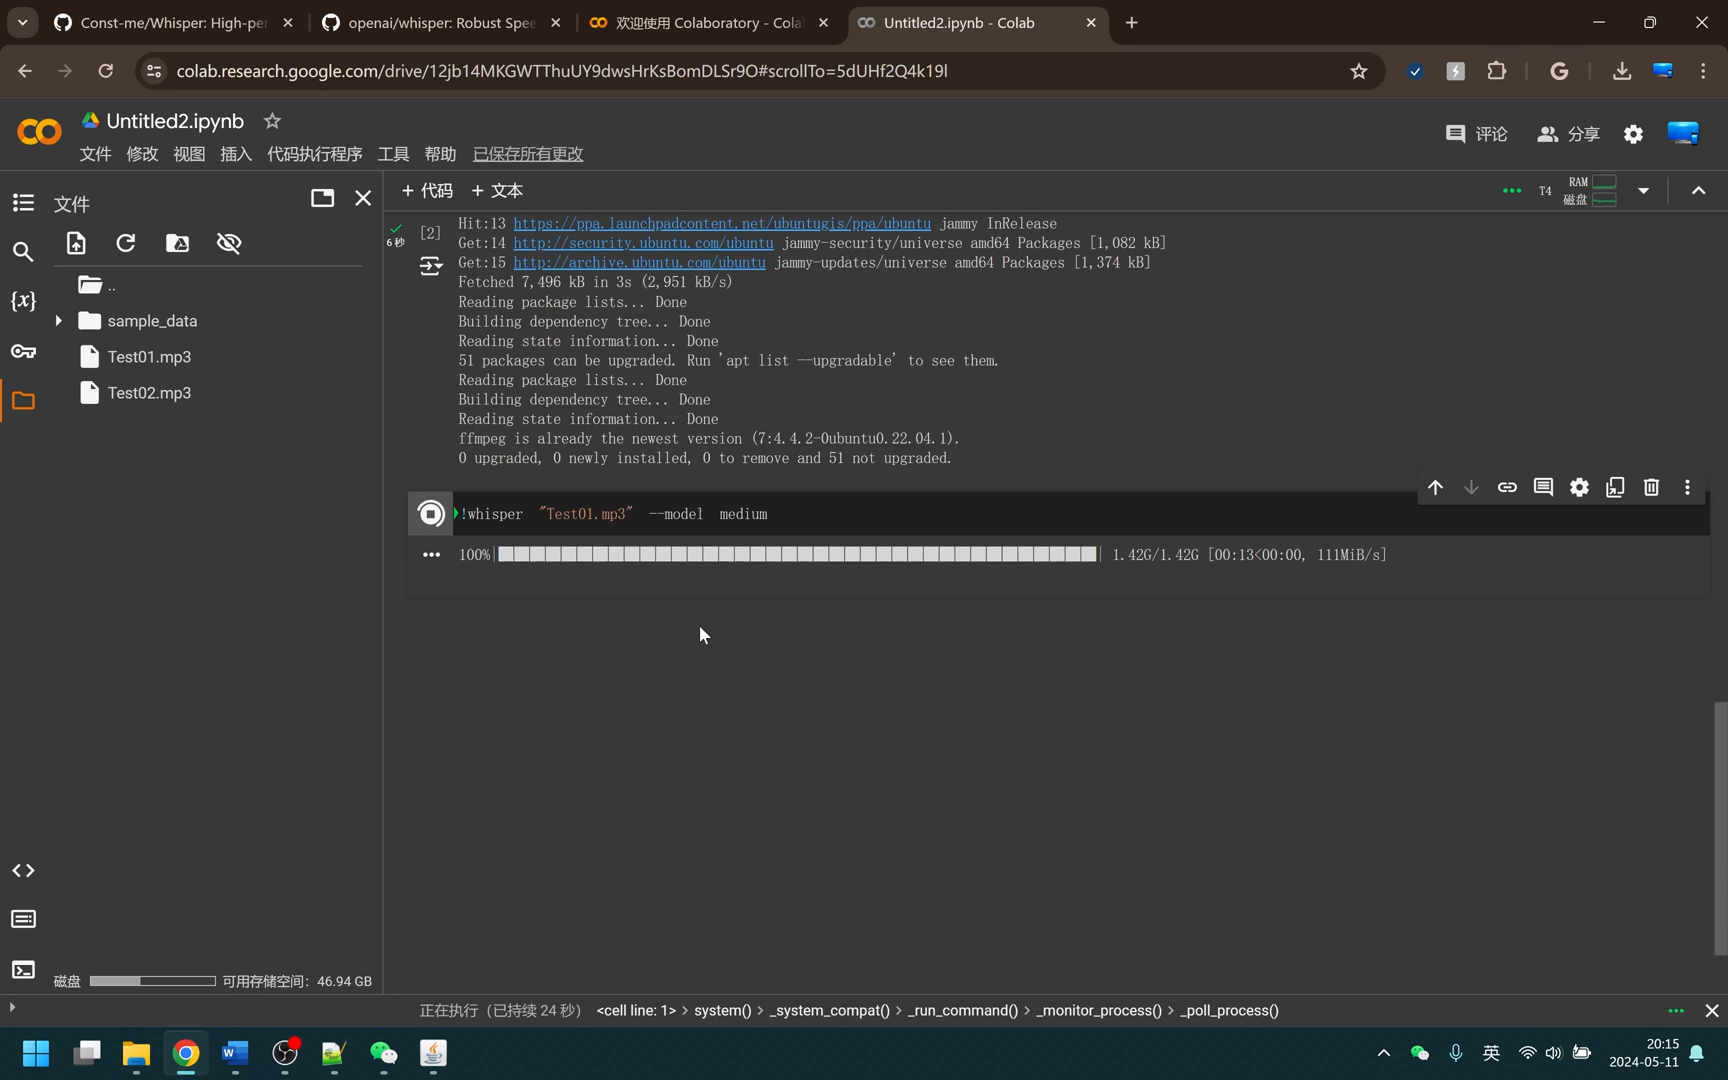 Const-me/Whisper: High-per
openai/whisper: Robust Spee
欢迎使用 Colaboratory - Cola
Untitled2.ipynb - Colab
colab.research.google.com/drive/12jb14MKGWTThuUY9dwsHrKsBomDLSr9O#scrollTo=5dUHf2Q4k19l
Untitled2.ipynb
评论
分享
文件 修改 视图 插入 代码执行程序 工具 帮助 已保存所有更改
文件
+ 代码 + 文本
T4
RAM
磁盘
6 秒
[2]
Hit:13 https://ppa.launchpadcontent.net/ubuntugis/ppa/ubuntu jammy InRelease
Get:14 http://security.ubuntu.com/ubuntu jammy-security/universe amd64 Packages [1,082 kB]
Get:15 http://archive.ubuntu.com/ubuntu jammy-updates/universe amd64 Packages [1,374 kB]
Fetched 7,496 kB in 3s (2,951 kB/s)
Reading package lists... Done
Building dependency tree... Done
Reading state information... Done
51 packages can be upgraded. Run 'apt list --upgradable' to see them.
Reading package lists... Done
Building dependency tree... Done
Reading state information... Done
ffmpeg is already the newest version (7:4.4.2-0ubuntu0.22.04.1).
0 upgraded, 0 newly installed, 0 to remove and 51 not upgraded.
..
sample_data
Test01.mp3
Test02.mp3
{x}
!whisper "Test01.mp3" --model medium
100%| | 1.42G/1.42G [00:13<00:00, 111MiB/s]
磁盘 可用存储空间: 46.94 GB
正在执行 (已持续 24 秒) <cell line: 1> > system() > _system_compat() > _run_command() > _monitor_process() > _poll_process()
英
20:15
2024-05-11